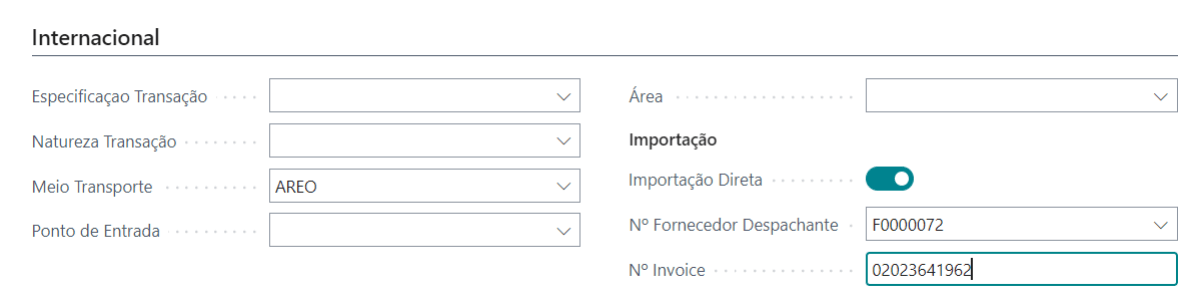 Internacional
Especificaçao Transação
Natureza Transação
Meio Transporte AREO
Ponto de Entrada
Área
Importação
Importação Direta
Nº Fornecedor Despachante F0000072
Nº Invoice 02023641962